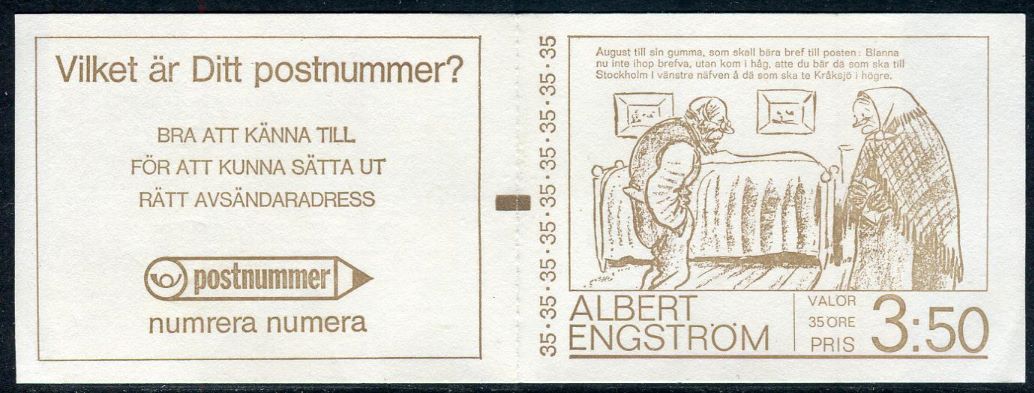 Vilket är Ditt postnummer?
BRA ATT KÄNNA TILL
FÖR ATT KUNNA SÄTTA UT
RÄTT AVSÄNDARADRESS
postnummer
numrera numera
35·35·35·35·35·35·35·35·35
August till sin gumma, som skall bära bref till posten: Blanna
nu inte ihop brefva, utan kom i håg, atte du bär dä som ska till
Stockholm i vänstre näfven å dä som ska te Kråksjö i högre.
ALBERT
ENGSTRÖM
VALÖR
35 ÖRE
PRIS
3:50